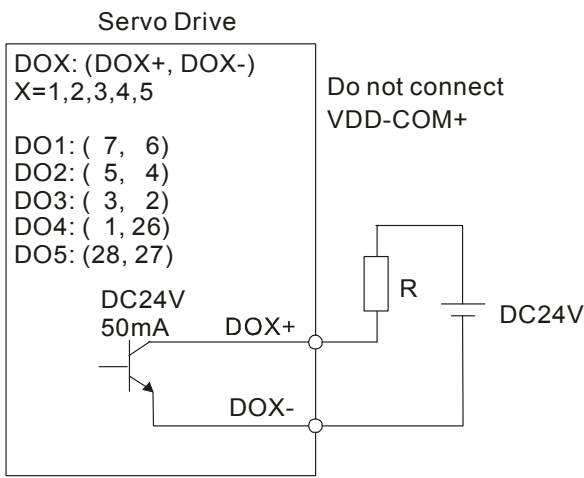 Servo Drive
DOX: (DOX+, DOX-)
X=1,2,3,4,5
Do not connect
VDD-COM+
DO1: ( 7, 6)
DO2: ( 5, 4)
DO3: ( 3, 2)
DO4: ( 1, 26)
DO5: (28, 27)
DC24V
50mA
DOX+
R
DC24V
DOX-